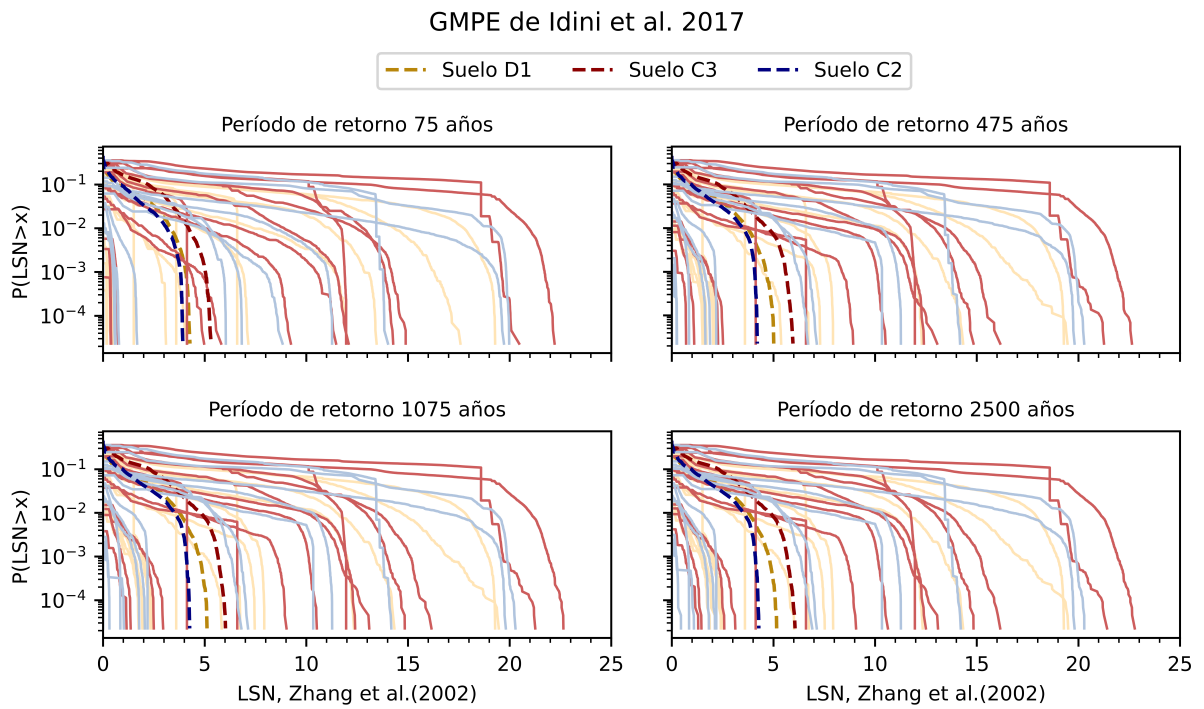 GMPE de Idini et al. 2017
Suelo D1 Suelo C3 Suelo C2
Período de retorno 75 años
Período de retorno 475 años
P(LSN>x)
10⁻¹
10⁻²
10⁻³
10⁻⁴
Período de retorno 1075 años
Período de retorno 2500 años
P(LSN>x)
10⁻¹
10⁻²
10⁻³
10⁻⁴
0 5 10 15 20 25
0 5 10 15 20 25
LSN, Zhang et al.(2002)
LSN, Zhang et al.(2002)